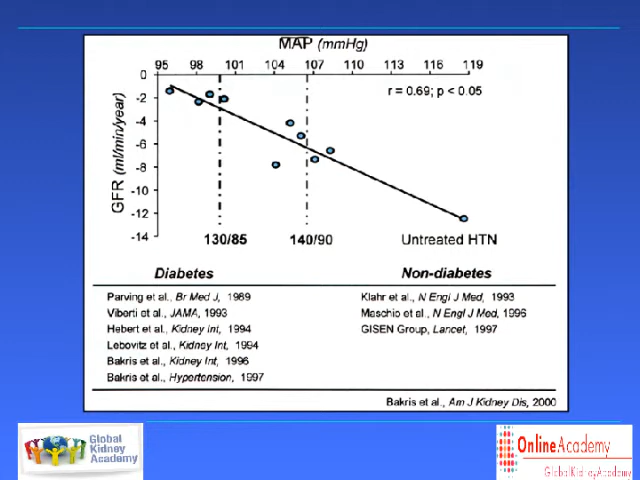 MAP (mmHg)
95 98 101 104 107 110 113 116 119
0
-2
-4
-6
-8
-10
-12
-14
GFR (ml/min/year)
r = 0.69; p < 0.05
130/85 140/90 Untreated HTN
Diabetes Non-diabetes
Parving et al., Br Med J, 1989
Viberti et al., JAMA, 1993
Hebert et al., Kidney Int, 1994
Lebovitz et al., Kidney Int, 1994
Bakris et al., Kidney Int, 1996
Bakris et al., Hypertension, 1997
Klahr et al., N Engl J Med, 1993
Maschio et al., N Engl J Med, 1996
GISEN Group, Lancet, 1997
Bakris et al., Am J Kidney Dis, 2000
Global
Kidney
Academy
OnlineAcademy
GlobalKidneyAcademy